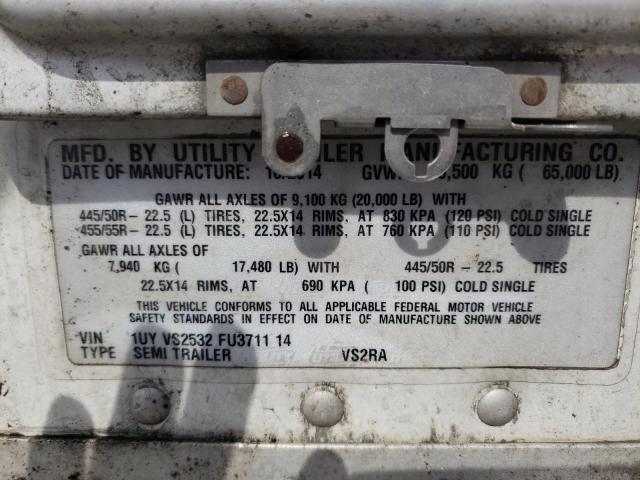 MFD. BY UTILITY MANUFACTURING CO.
DATE OF MANUFACTURE: GVW ,500 KG ( 65,000 LB)
GAWR ALL AXLES OF 9,100 KG (20,000 LB) WITH
445/50R - 22.5 (L) TIRES, 22.5X14 RIMS, AT 830 KPA (120 PSI) COLD SINGLE
455/55R - 22.5 (L) TIRES, 22.5X14 RIMS, AT 760 KPA (110 PSI) COLD SINGLE
GAWR ALL AXLES OF
7,940 KG ( 17,480 LB) WITH 445/50R - 22.5 TIRES
22.5X14 RIMS, AT 690 KPA ( 100 PSI) COLD SINGLE
THIS VEHICLE CONFORMS TO ALL APPLICABLE FEDERAL MOTOR VEHICLE
SAFETY STANDARDS IN EFFECT ON DATE OF MANUFACTURE SHOWN ABOVE
VIN 1UY VS2532 FU3711 14
TYPE SEMI TRAILER VS2RA